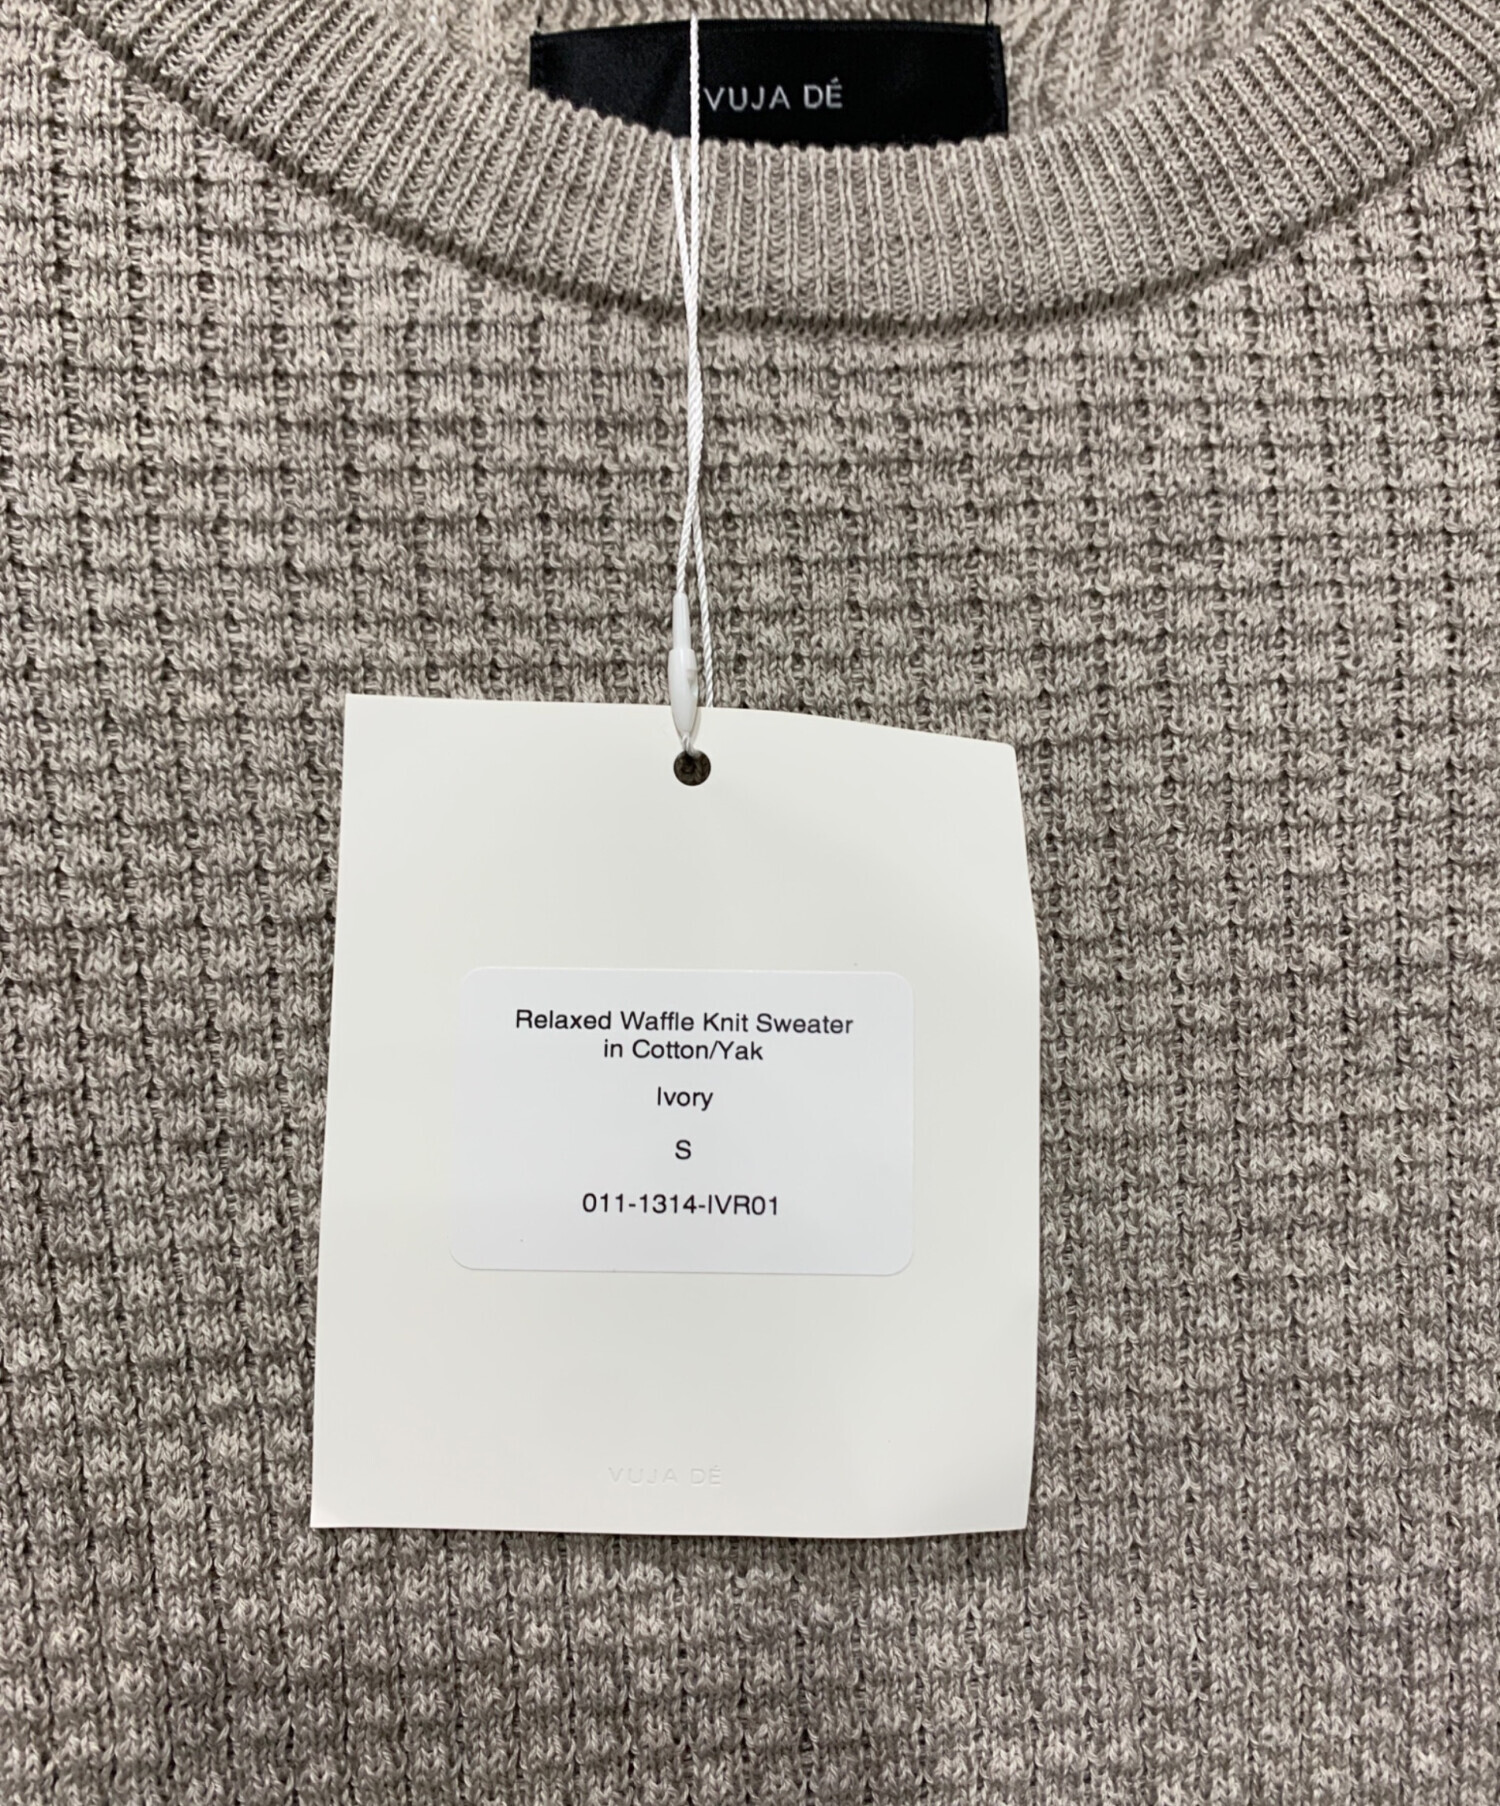 VUJA DÉ
Relaxed Waffle Knit Sweater
in Cotton/Yak
Ivory
S
011-1314-IVR01
VUJA DÉ